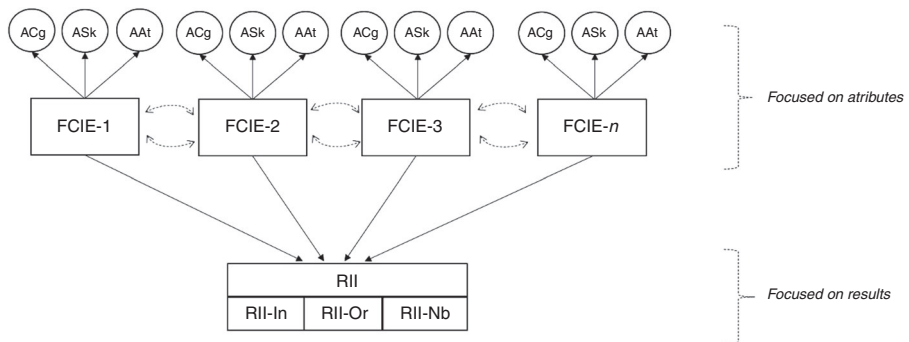 ACg ASk AAt ACg ASk AAt ACg ASk AAt ACg ASk AAt
FCIE-1 FCIE-2 FCIE-3 FCIE-n
Focused on atributes
RII
RII-In RII-Or RII-Nb
Focused on results